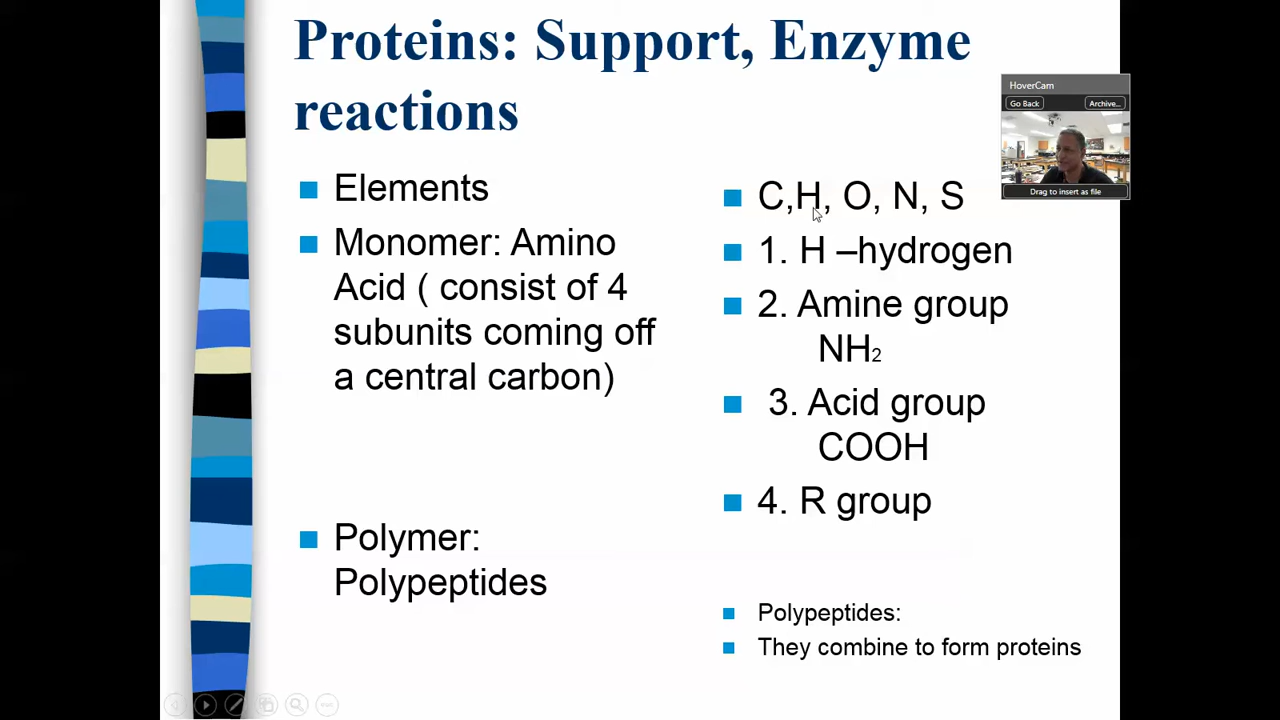 Proteins: Support, Enzyme
reactions
Elements
Monomer: Amino
Acid ( consist of 4
subunits coming off
a central carbon)
Polymer:
Polypeptides
C,H, O, N, S
1. H –hydrogen
2. Amine group
NH2
3. Acid group
COOH
4. R group
Polypeptides:
They combine to form proteins
HoverCam
Go Back
Archive...
Drag to insert as file